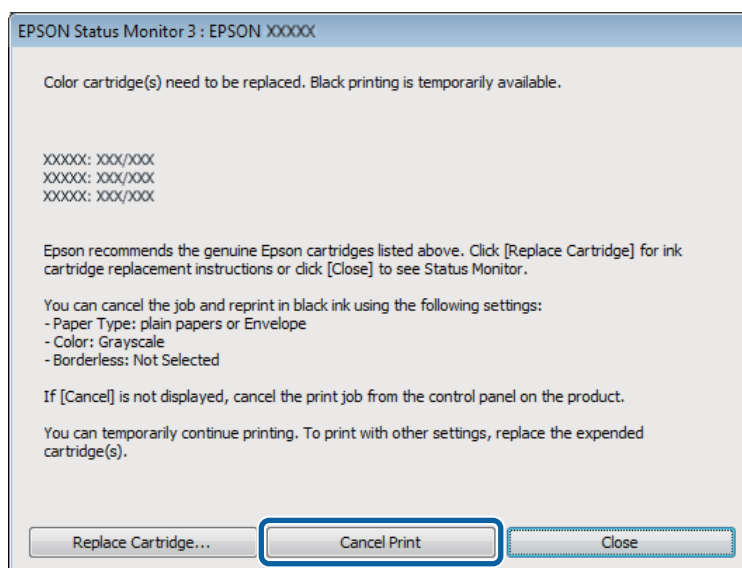 EPSON Status Monitor 3 : EPSON XXXXX
Color cartridge(s) need to be replaced. Black printing is temporarily available.
XXXXX: XXX/XXX
XXXXX: XXX/XXX
XXXXX: XXX/XXX
Epson recommends the genuine Epson cartridges listed above. Click [Replace Cartridge] for ink
cartridge replacement instructions or click [Close] to see Status Monitor.
You can cancel the job and reprint in black ink using the following settings:
- Paper Type: plain papers or Envelope
- Color: Grayscale
- Borderless: Not Selected
If [Cancel] is not displayed, cancel the print job from the control panel on the product.
You can temporarily continue printing. To print with other settings, replace the expended
cartridge(s).
Replace Cartridge... Cancel Print Close